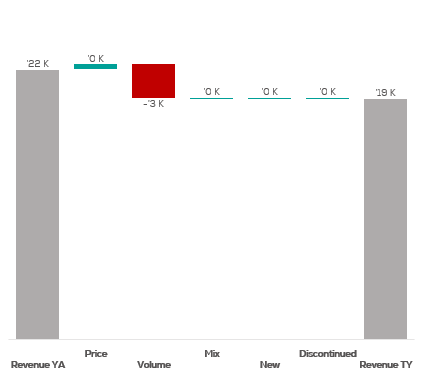 '22 K
'0 K
-'3 K
'0 K
'0 K
'0 K
'19 K
Revenue YA
Price
Volume
Mix
New
Discontinued
Revenue TY